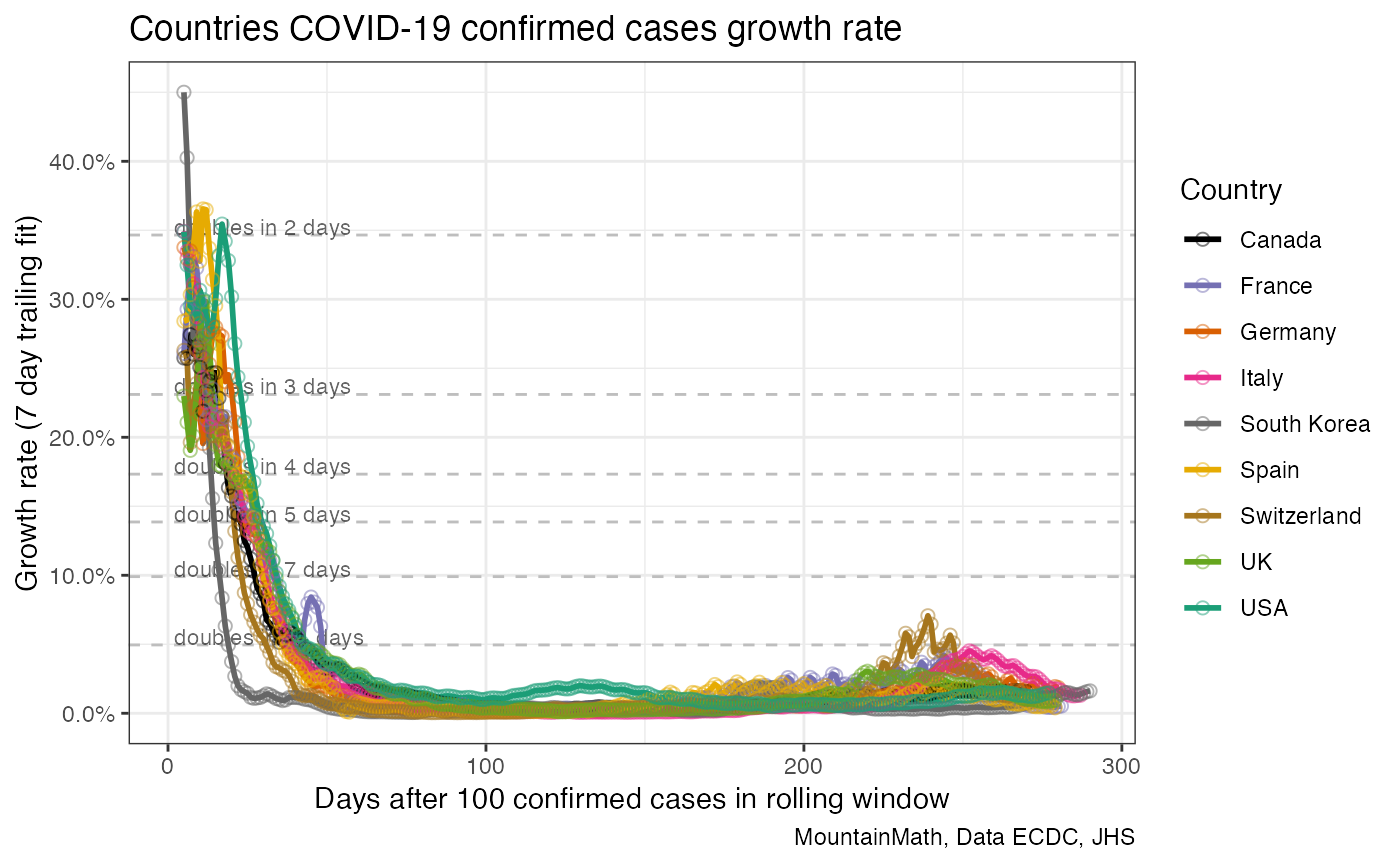 Countries COVID-19 confirmed cases growth rate
Growth rate (7 day trailing fit)
40.0%
30.0%
20.0%
10.0%
0.0%
doubles in 2 days
doubles in 3 days
doubles in 4 days
doubles in 5 days
doubles in 7 days
doubles days
0
100
200
300
Days after 100 confirmed cases in rolling window
MountainMath, Data ECDC, JHS
Country
Canada
France
Germany
Italy
South Korea
Spain
Switzerland
UK
USA